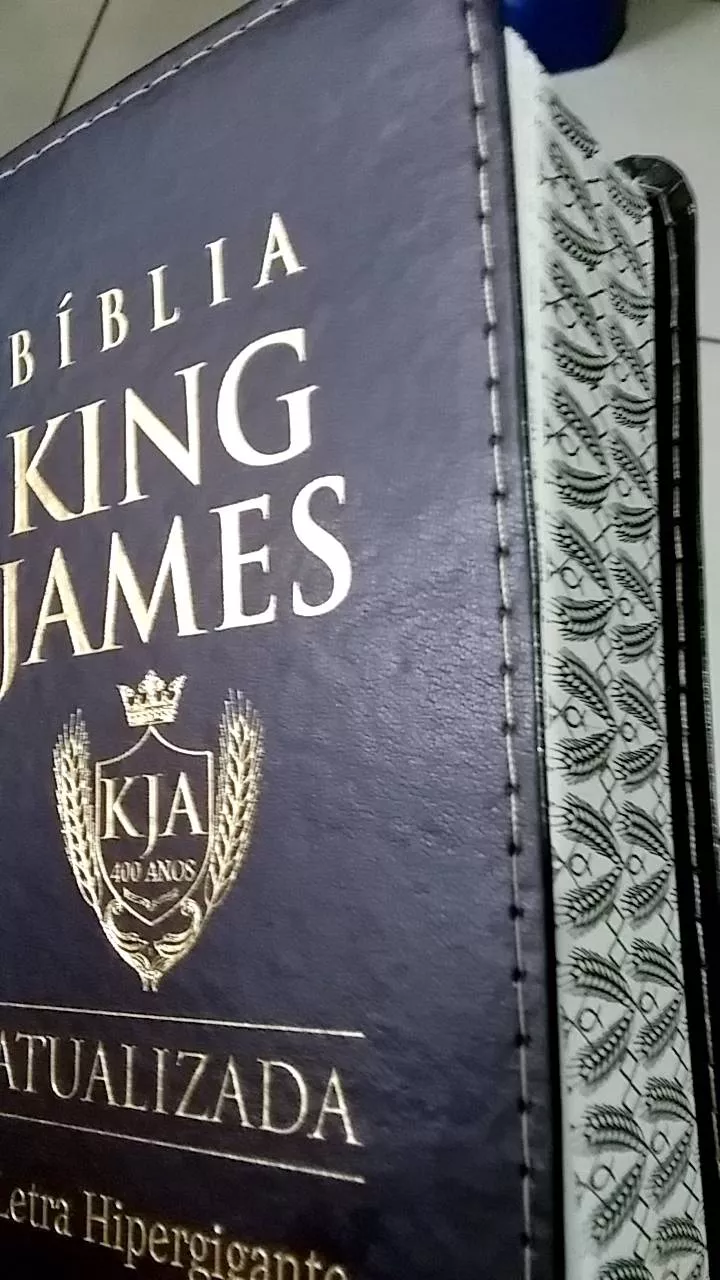 BÍBLIA
KING
JAMES
KJA
400 ANOS
ATUALIZADA
Letra Hipergigante